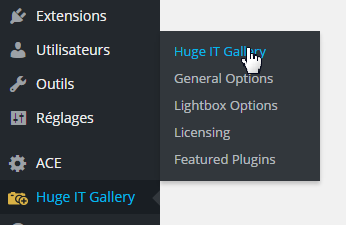 Extensions
Utilisateurs
Outils
Réglages
ACE
Huge IT Gallery
Huge IT Gallery
General Options
Lightbox Options
Licensing
Featured Plugins